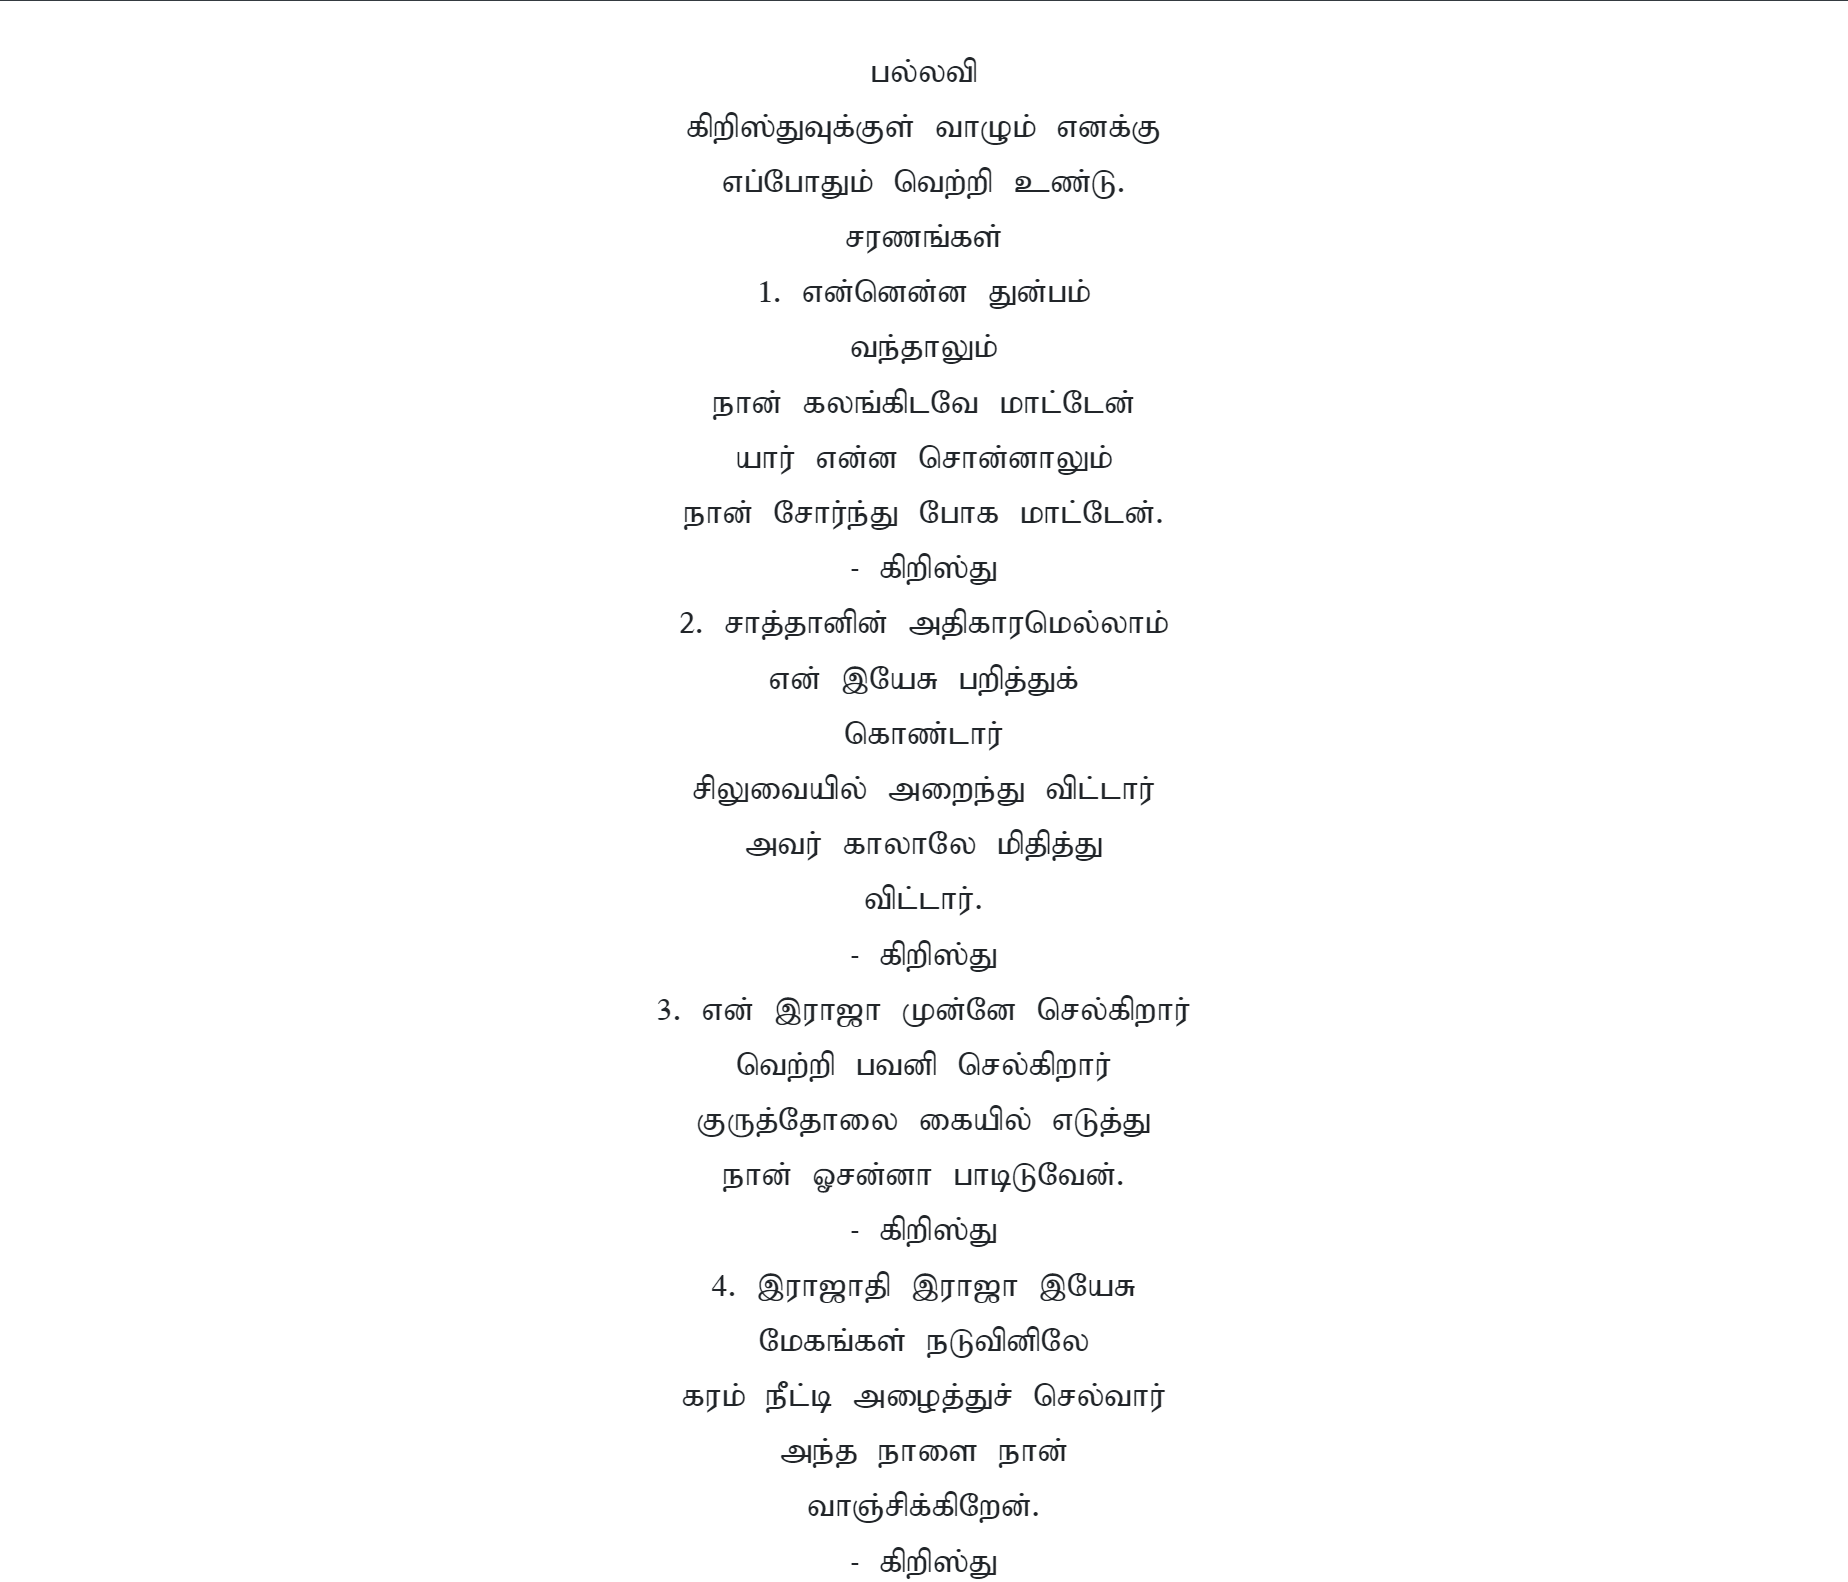 பல்லவி
கிறிஸ்துவுக்குள் வாழும் எனக்கு
எப்போதும் வெற்றி உண்டு.
சரணங்கள்
1. என்னென்ன துன்பம்
வந்தாலும்
நான் கலங்கிடவே மாட்டேன்
யார் என்ன சொன்னாலும்
நான் சோர்ந்து போக மாட்டேன்.
- கிறிஸ்து
2. சாத்தானின் அதிகாரமெல்லாம்
என் இயேசு பறித்துக்
கொண்டார்
சிலுவையில் அறைந்து விட்டார்
அவர் காலாலே மிதித்து
விட்டார்.
- கிறிஸ்து
3. என் இராஜா முன்னே செல்கிறார்
வெற்றி பவனி செல்கிறார்
குருத்தோலை கையில் எடுத்து
நான் ஓசன்னா பாடிடுவேன்.
- கிறிஸ்து
4. இராஜாதி இராஜா இயேசு
மேகங்கள் நடுவினிலே
கரம் நீட்டி அழைத்துச் செல்வார்
அந்த நாளை நான்
வாஞ்சிக்கிறேன்.
- கிறிஸ்து